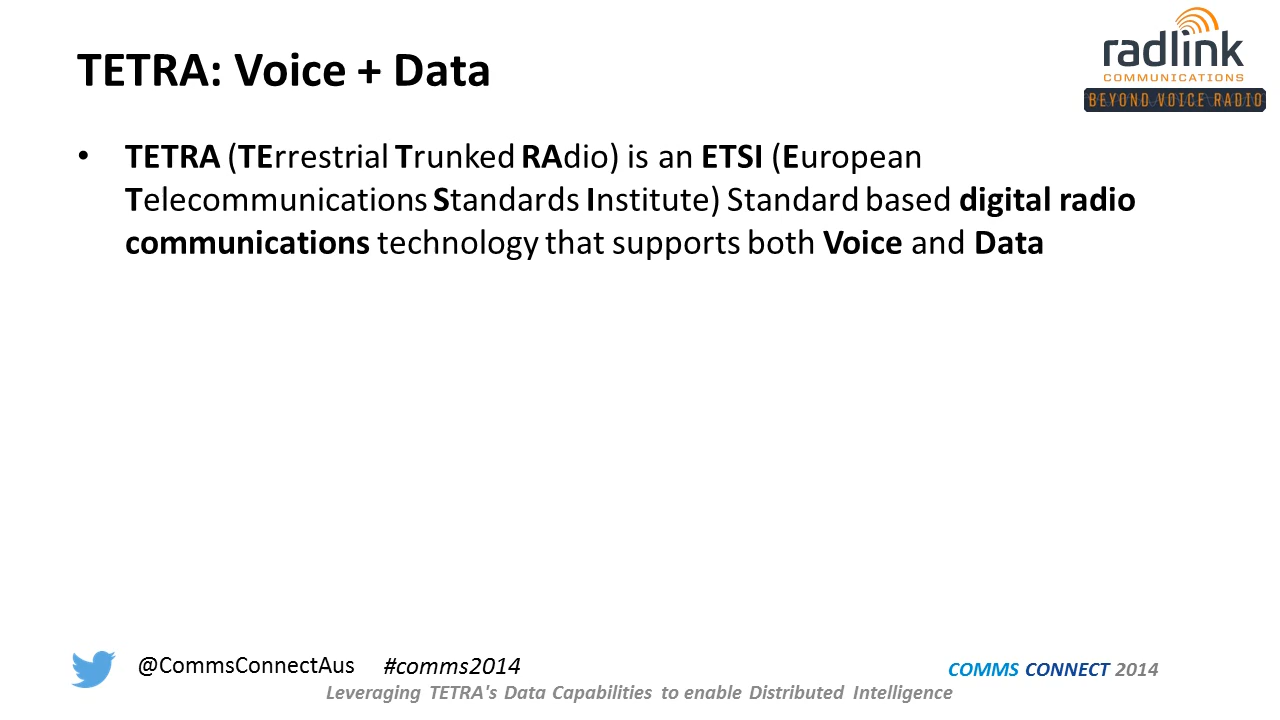 radlink
COMMUNICATIONS
BEYOND VOICE RADIO
TETRA: Voice + Data
• TETRA (TErrestrial Trunked RAdio) is an ETSI (European
Telecommunications Standards Institute) Standard based digital radio
communications technology that supports both Voice and Data
@CommsConnectAus #comms2014
COMMS CONNECT 2014
Leveraging TETRA's Data Capabilities to enable Distributed Intelligence